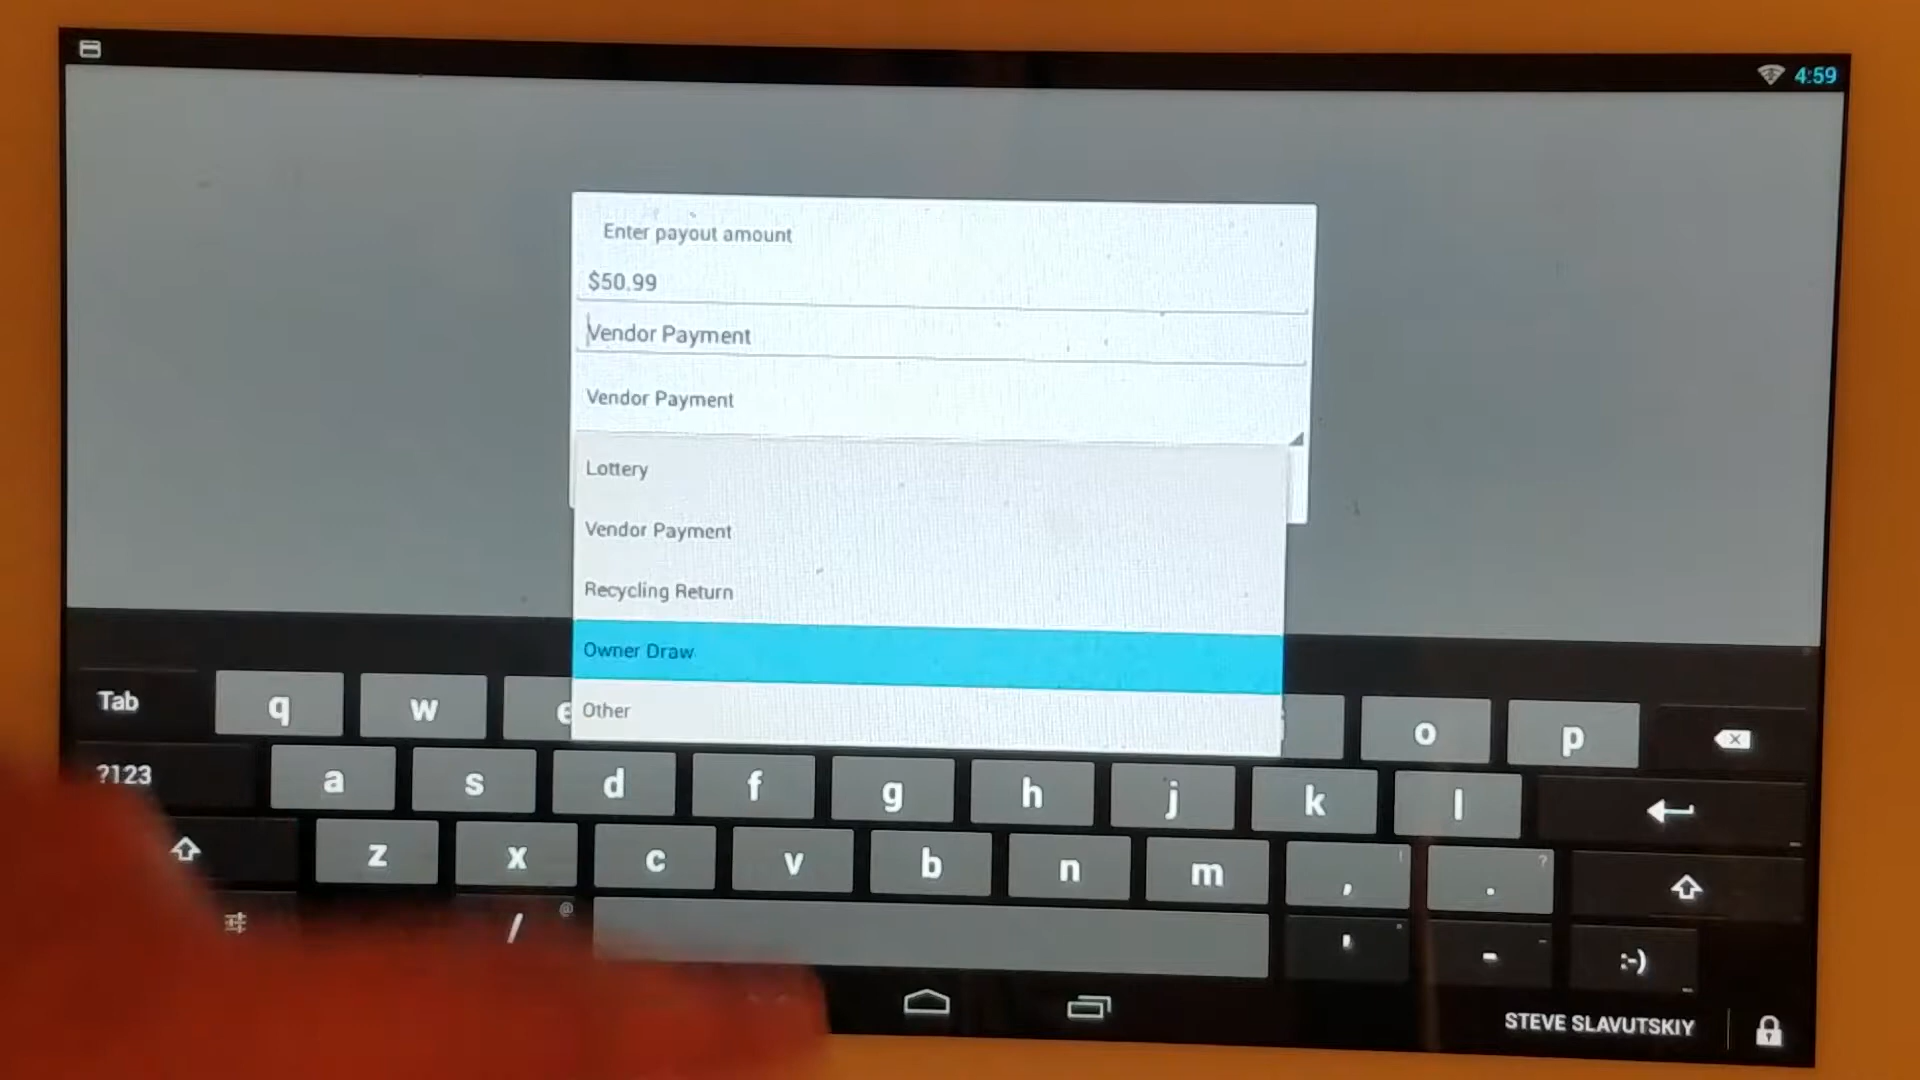 4:59
Enter payout amount
$50.99
Vendor Payment
Vendor Payment
Lottery
Vendor Payment
Recycling Return
Owner Draw
Other
Tab q w e o p
?123 a s d f g h j k l
z x c v b n m , ! . ?
/ @ ' " - _ :-)
STEVE SLAVUTSKIY